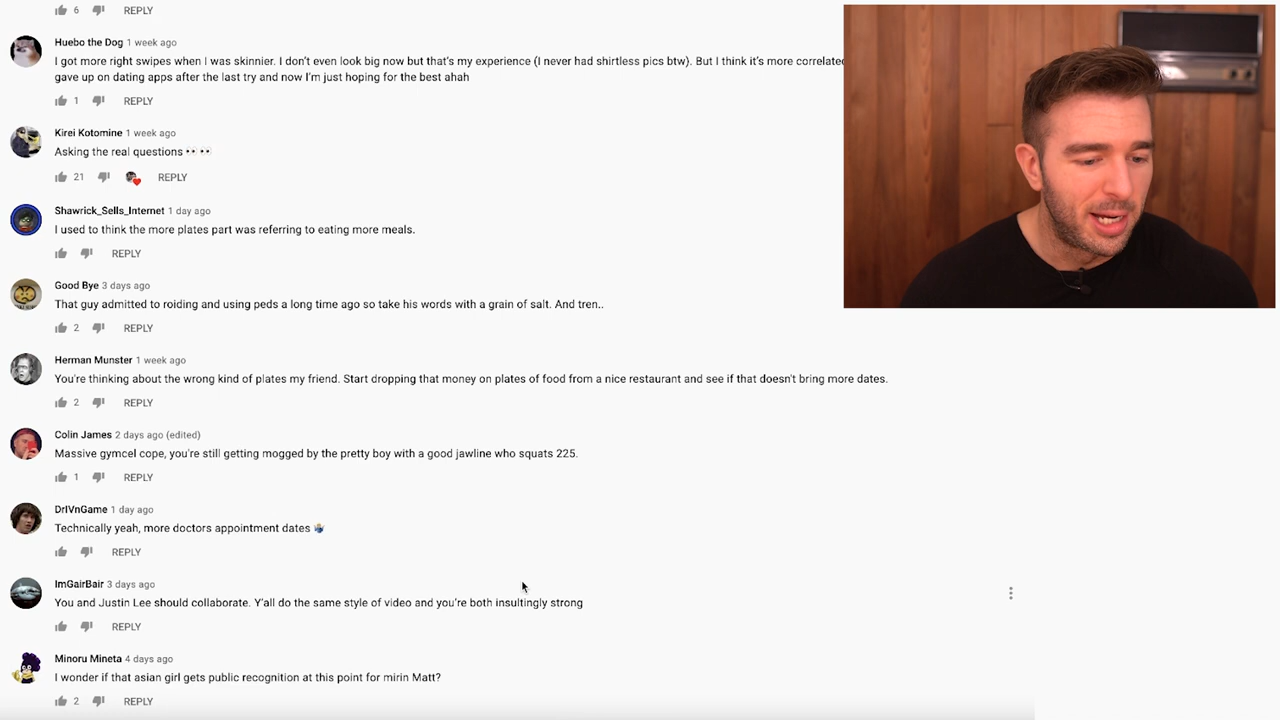 6 REPLY
Huebo the Dog 1 week ago
I got more right swipes when I was skinnier. I don't even look big now but that's my experience (I never had shirtless pics btw). But I think it's more correlated
gave up on dating apps after the last try and now I'm just hoping for the best ahah
1 REPLY
Kirei Kotomine 1 week ago
Asking the real questions 👀👀
21 REPLY
Shawrick_Sells_Internet 1 day ago
I used to think the more plates part was referring to eating more meals.
REPLY
Good Bye 3 days ago
That guy admitted to roiding and using peds a long time ago so take his words with a grain of salt. And tren..
2 REPLY
Herman Munster 1 week ago
You're thinking about the wrong kind of plates my friend. Start dropping that money on plates of food from a nice restaurant and see if that doesn't bring more dates.
2 REPLY
Colin James 2 days ago (edited)
Massive gymcel cope, you're still getting mogged by the pretty boy with a good jawline who squats 225.
1 REPLY
DrIVnGame 1 day ago
Technically yeah, more doctors appointment dates 🤷‍♂️
REPLY
ImGairBair 3 days ago
You and Justin Lee should collaborate. Y'all do the same style of video and you're both insultingly strong
REPLY
Minoru Mineta 4 days ago
I wonder if that asian girl gets public recognition at this point for mirin Matt?
2 REPLY